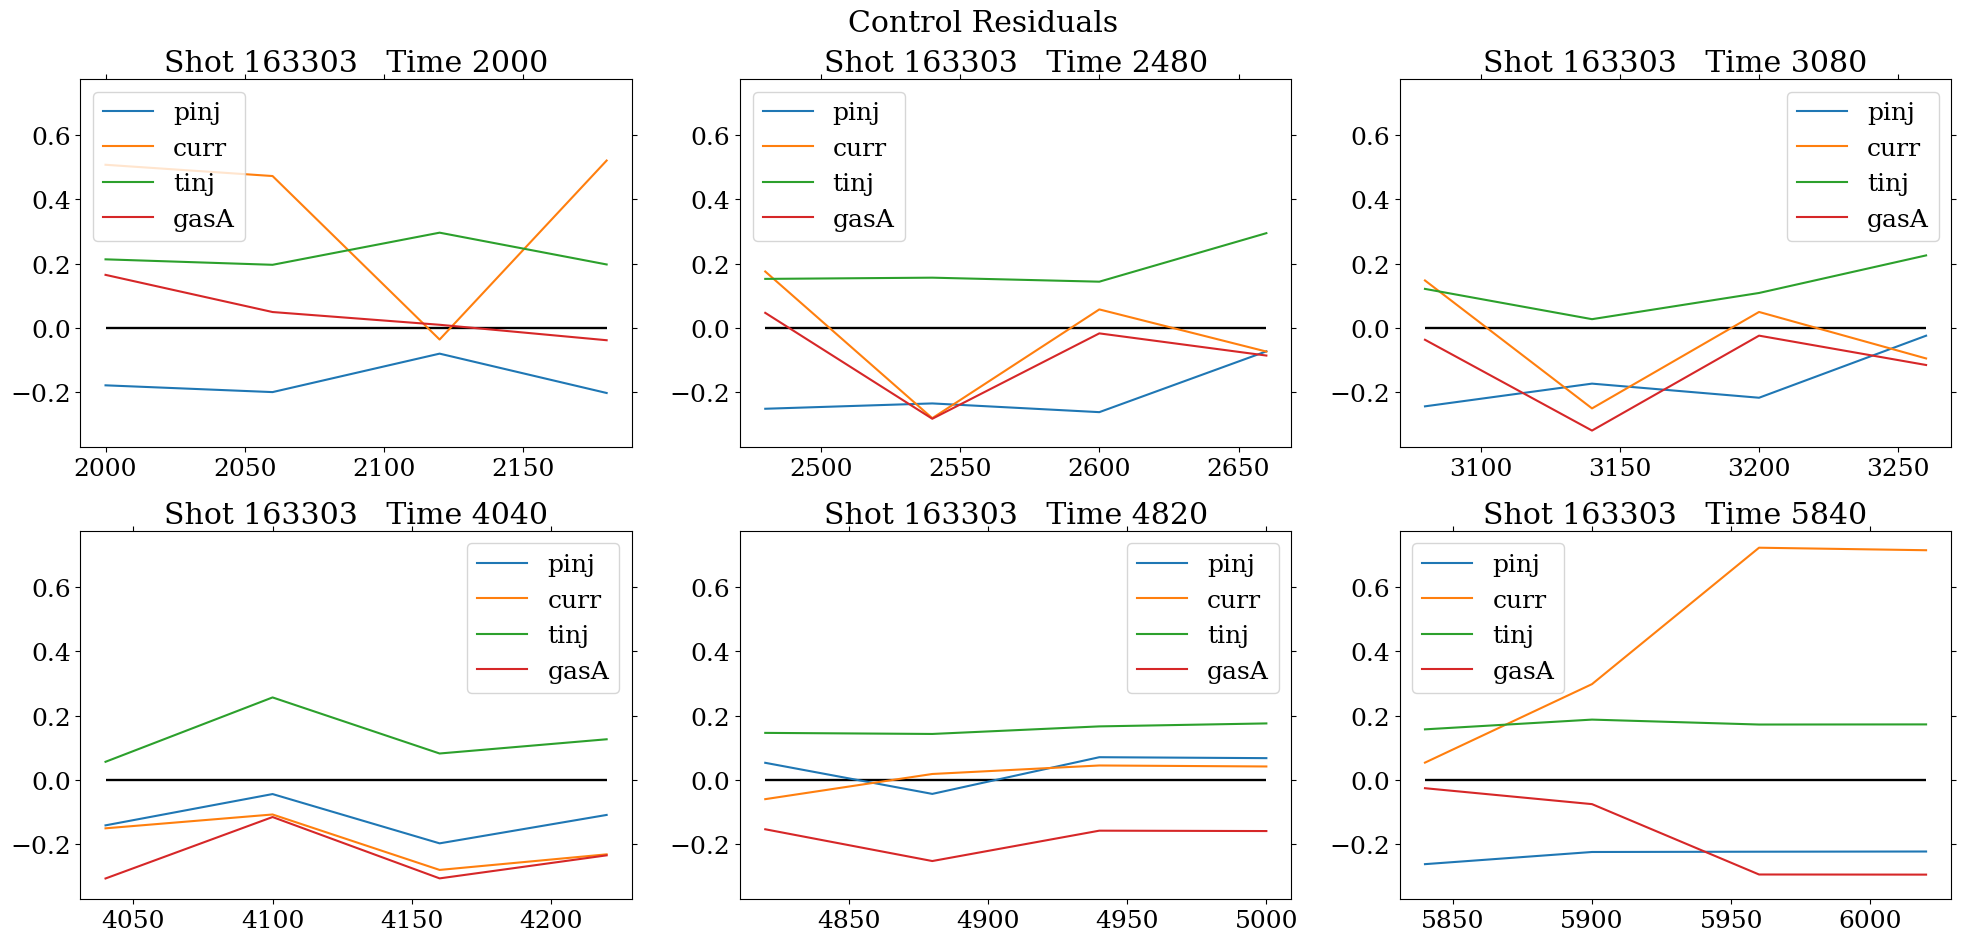 Control Residuals
Shot 163303   Time 2000
pinj
curr
tinj
gasA
0.6
0.4
0.2
0.0
−0.2
2000 2050 2100 2150
Shot 163303   Time 2480
pinj
curr
tinj
gasA
0.6
0.4
0.2
0.0
−0.2
2500 2550 2600 2650
Shot 163303   Time 3080
pinj
curr
tinj
gasA
0.6
0.4
0.2
0.0
−0.2
3100 3150 3200 3250
Shot 163303   Time 4040
pinj
curr
tinj
gasA
0.6
0.4
0.2
0.0
−0.2
4050 4100 4150 4200
Shot 163303   Time 4820
pinj
curr
tinj
gasA
0.6
0.4
0.2
0.0
−0.2
4850 4900 4950 5000
Shot 163303   Time 5840
pinj
curr
tinj
gasA
0.6
0.4
0.2
0.0
−0.2
5850 5900 5950 6000